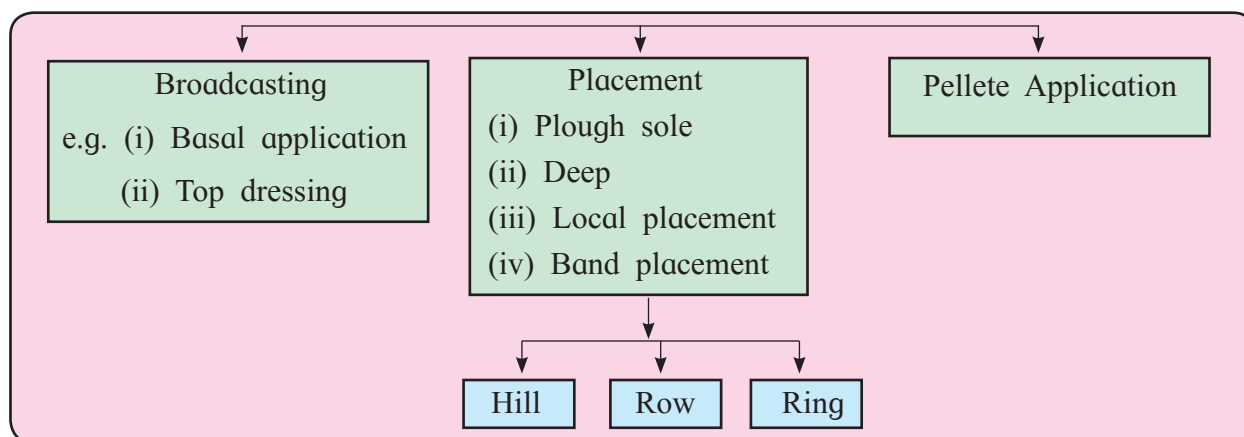 Broadcasting
e.g. (i) Basal application
(ii) Top dressing
Placement
(i) Plough sole
(ii) Deep
(iii) Local placement
(iv) Band placement
Pellete Application
Hill
Row
Ring